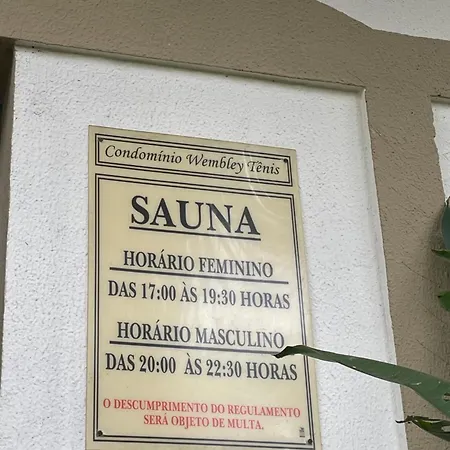 Condomínio Wembley Tênis
SAUNA
HORÁRIO FEMININO
DAS 17:00 ÀS 19:30 HORAS
HORÁRIO MASCULINO
DAS 20:00 ÀS 22:30 HORAS
O DESCUMPRIMENTO DO REGULAMENTO
SERÁ OBJETO DE MULTA.